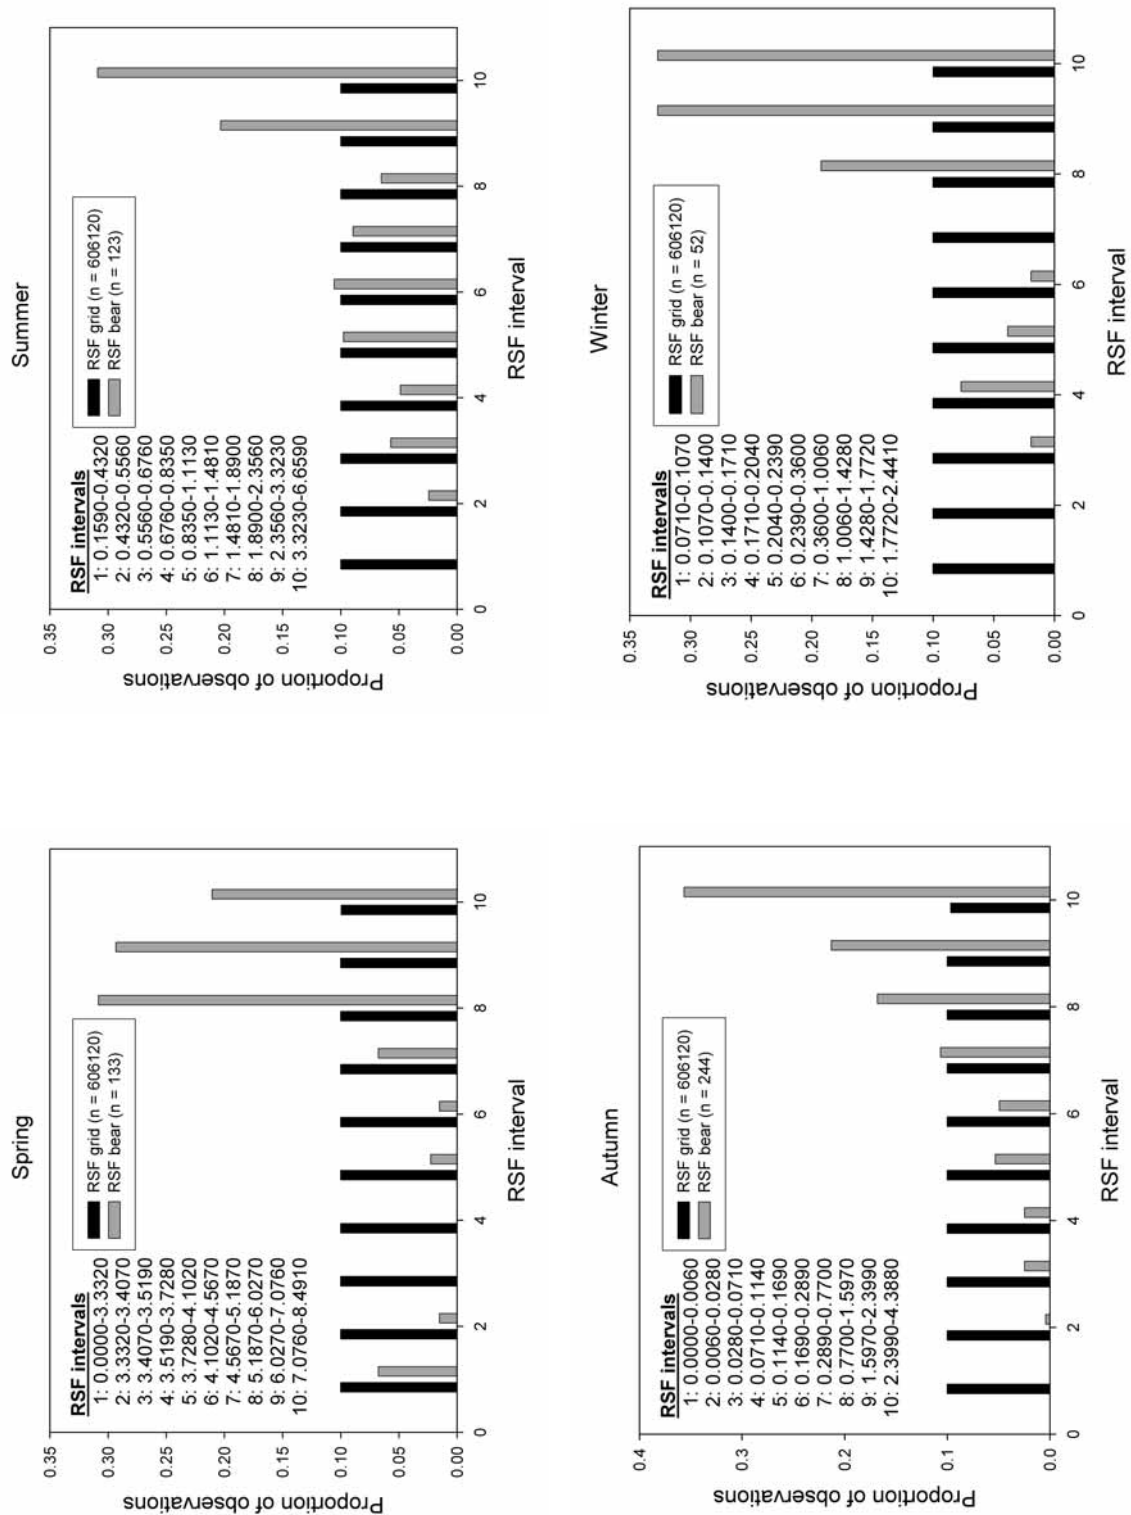 Spring
Proportion of observations
0.35
0.30
0.25
0.20
0.15
0.10
0.05
0.00
RSF intervals
1: 0.0000-3.3320
2: 3.3320-3.4070
3: 3.4070-3.5190
4: 3.5190-3.7280
5: 3.7280-4.1020
6: 4.1020-4.5670
7: 4.5670-5.1870
8: 5.1870-6.0270
9: 6.0270-7.0760
10: 7.0760-8.4910
RSF grid (n = 606120)
RSF bear (n = 133)
0 2 4 6 8 10
RSF interval
Summer
Proportion of observations
0.35
0.30
0.25
0.20
0.15
0.10
0.05
0.00
RSF intervals
1: 0.1590-0.4320
2: 0.4320-0.5560
3: 0.5560-0.6760
4: 0.6760-0.8350
5: 0.8350-1.1130
6: 1.1130-1.4810
7: 1.4810-1.8900
8: 1.8900-2.3560
9: 2.3560-3.3230
10: 3.3230-6.6590
RSF grid (n = 606120)
RSF bear (n = 123)
0 2 4 6 8 10
RSF interval
Autumn
Proportion of observations
0.4
0.3
0.2
0.1
0.0
RSF intervals
1: 0.0000-0.0060
2: 0.0060-0.0280
3: 0.0280-0.0710
4: 0.0710-0.1140
5: 0.1140-0.1690
6: 0.1690-0.2890
7: 0.2890-0.7700
8: 0.7700-1.5970
9: 1.5970-2.3990
10: 2.3990-4.3880
RSF grid (n = 606120)
RSF bear (n = 244)
0 2 4 6 8 10
RSF interval
Winter
Proportion of observations
0.35
0.30
0.25
0.20
0.15
0.10
0.05
0.00
RSF intervals
1: 0.0710-0.1070
2: 0.1070-0.1400
3: 0.1400-0.1710
4: 0.1710-0.2040
5: 0.2040-0.2390
6: 0.2390-0.3600
7: 0.3600-1.0060
8: 1.0060-1.4280
9: 1.4280-1.7720
10: 1.7720-2.4410
RSF grid (n = 606120)
RSF bear (n = 52)
0 2 4 6 8 10
RSF interval